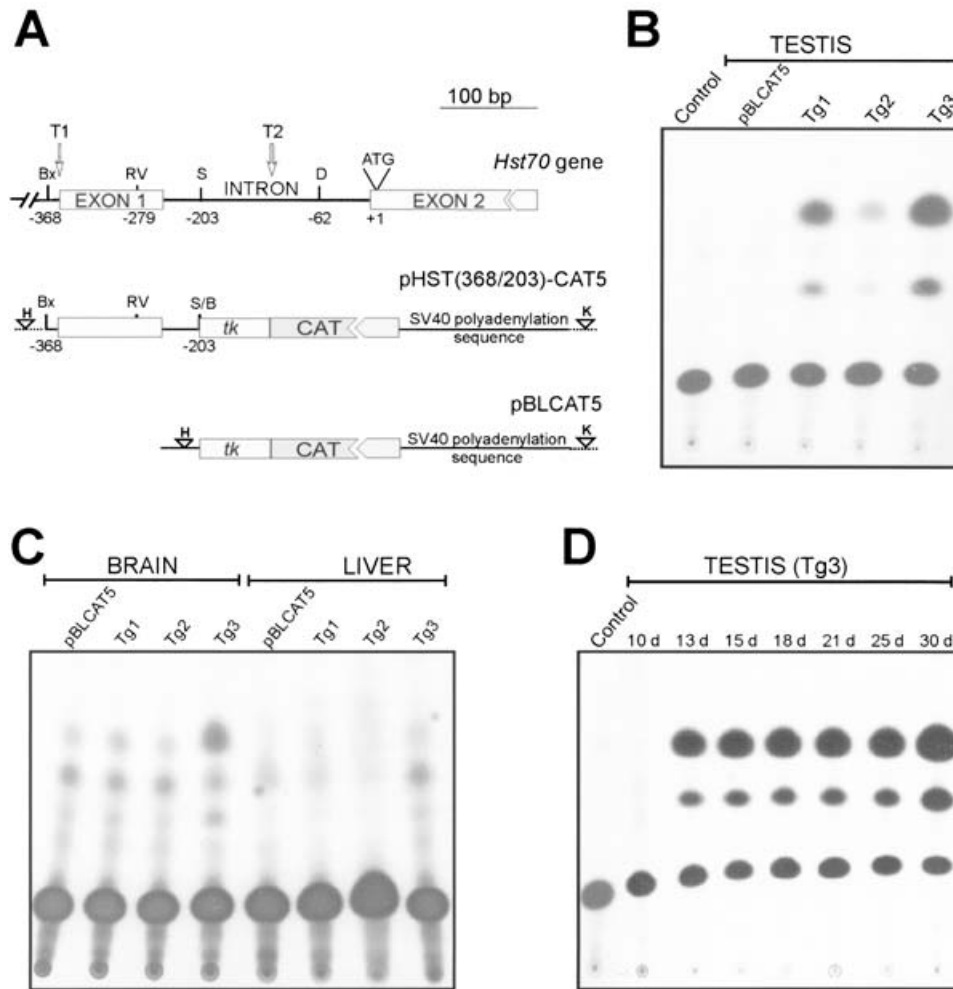 A
100 bp
T1
T2
Hst70 gene
Bx
RV
S
INTRON
D
ATG
EXON 1
EXON 2
-368
-279
-203
-62
+1
pHST(368/203)-CAT5
H
Bx
RV
S/B
tk
CAT
SV40 polyadenylation
sequence
K
-368
-203
pBLCAT5
H
tk
CAT
SV40 polyadenylation
sequence
K
B
TESTIS
Control
pBLCAT5
Tg1
Tg2
Tg3
C
BRAIN
LIVER
pBLCAT5
Tg1
Tg2
Tg3
pBLCAT5
Tg1
Tg2
Tg3
D
TESTIS (Tg3)
Control
10 d
13 d
15 d
18 d
21 d
25 d
30 d